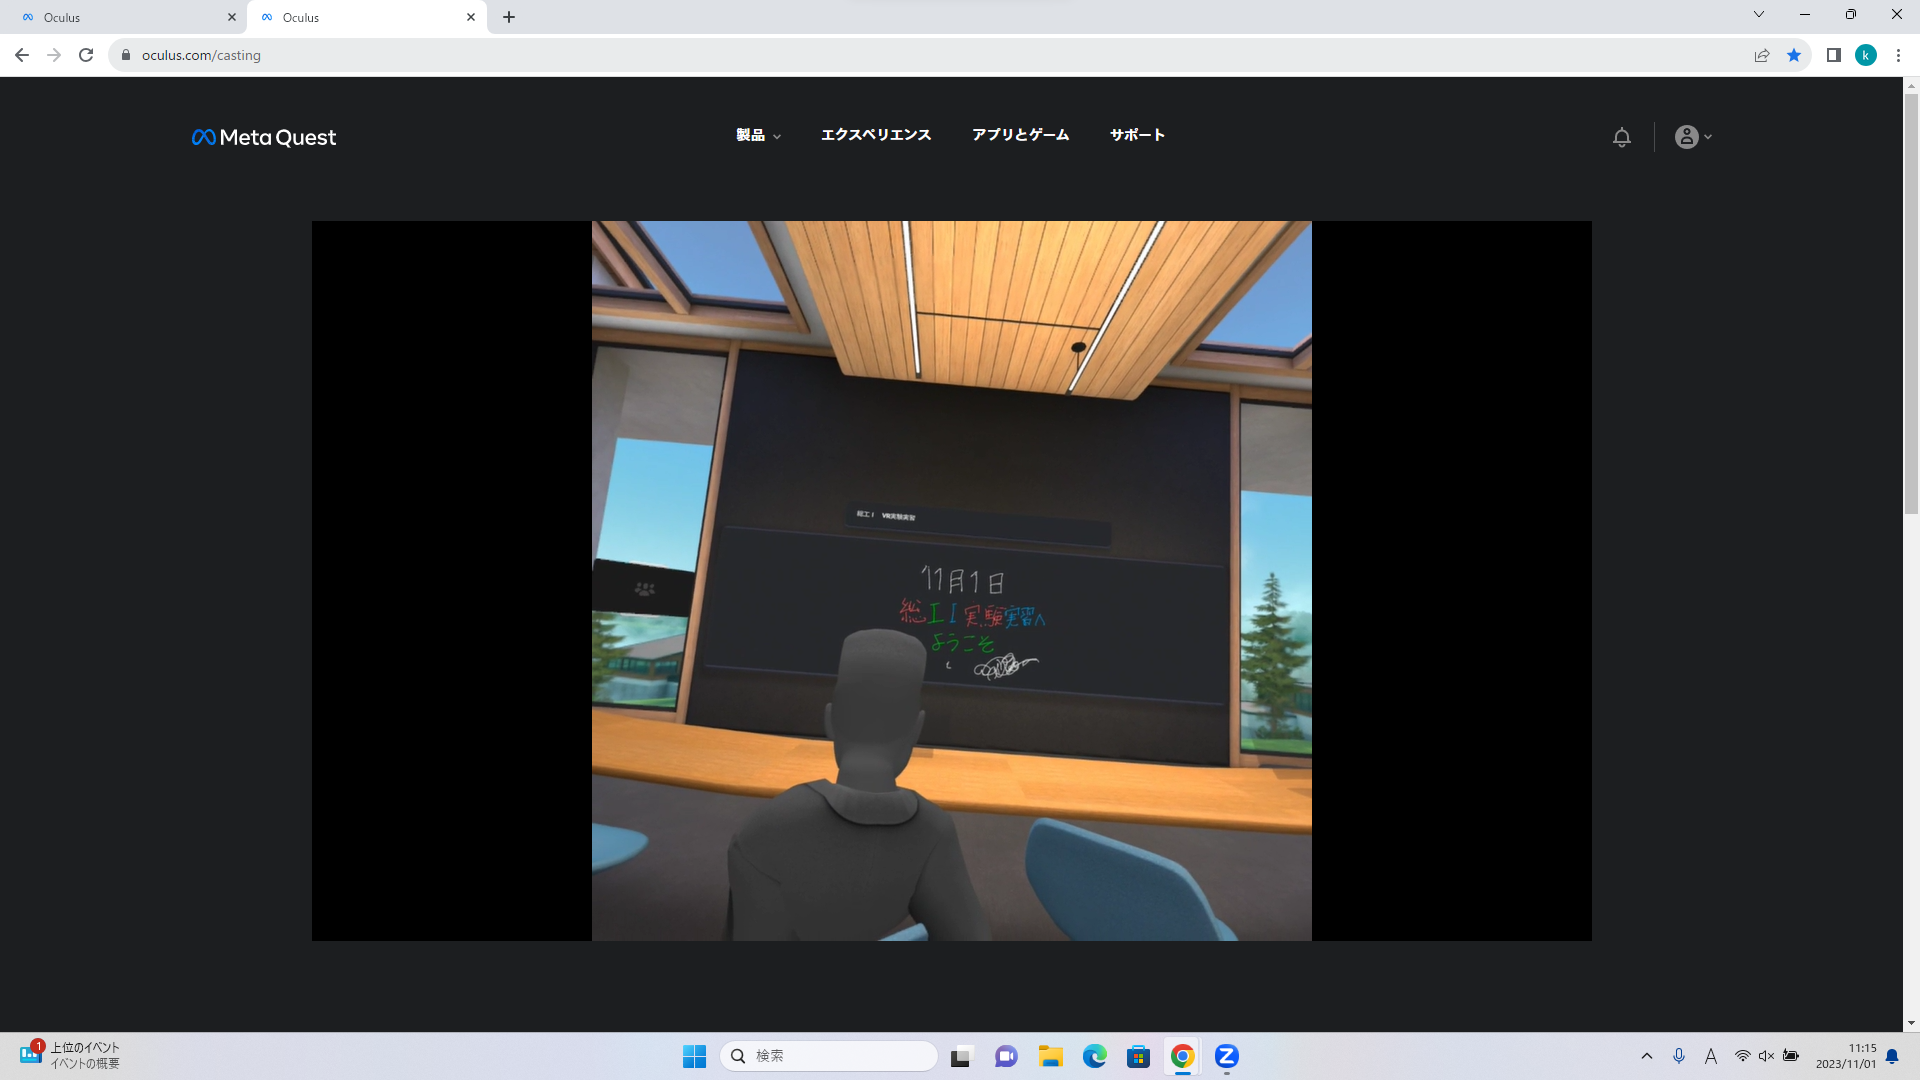 Oculus
Oculus
oculus.com/casting
k
Meta Quest
製品
エクスペリエンス
アプリとゲーム
サポート
総工I VR実験実習
11月1日
総工I実験実習へ
ようこそ
1
上位のイベント
イベントの概要
検索
A
11:15
2023/11/01